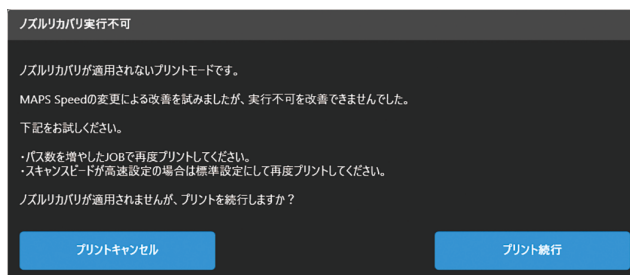 ノズルリカバリ実行不可
ノズルリカバリが適用されないプリントモードです。
MAPS Speedの変更による改善を試みましたが、実行不可を改善できませんでした。
下記をお試しください。
・パス数を増やしたJOBで再度プリントしてください。
・スキャンスピードが高速設定の場合は標準設定にして再度プリントしてください。
ノズルリカバリが適用されませんが、プリントを続行しますか？
プリントキャンセル
プリント続行